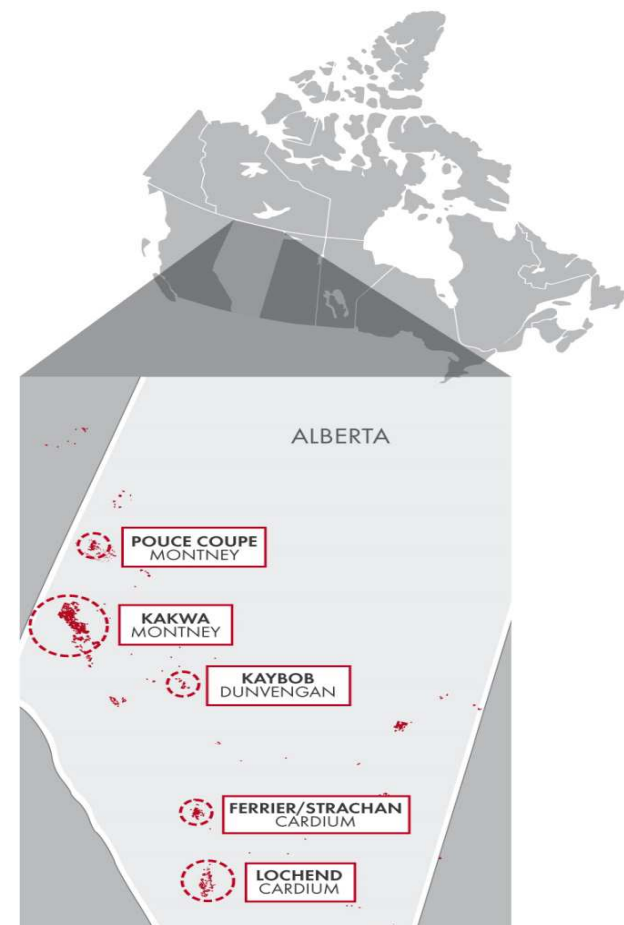 ALBERTA
POUCE COUPE
MONTNEY
KAKWA
MONTNEY
KAYBOB
DUNVENGAN
FERRIER/STRACHAN
CARDIUM
LOCHEND
CARDIUM